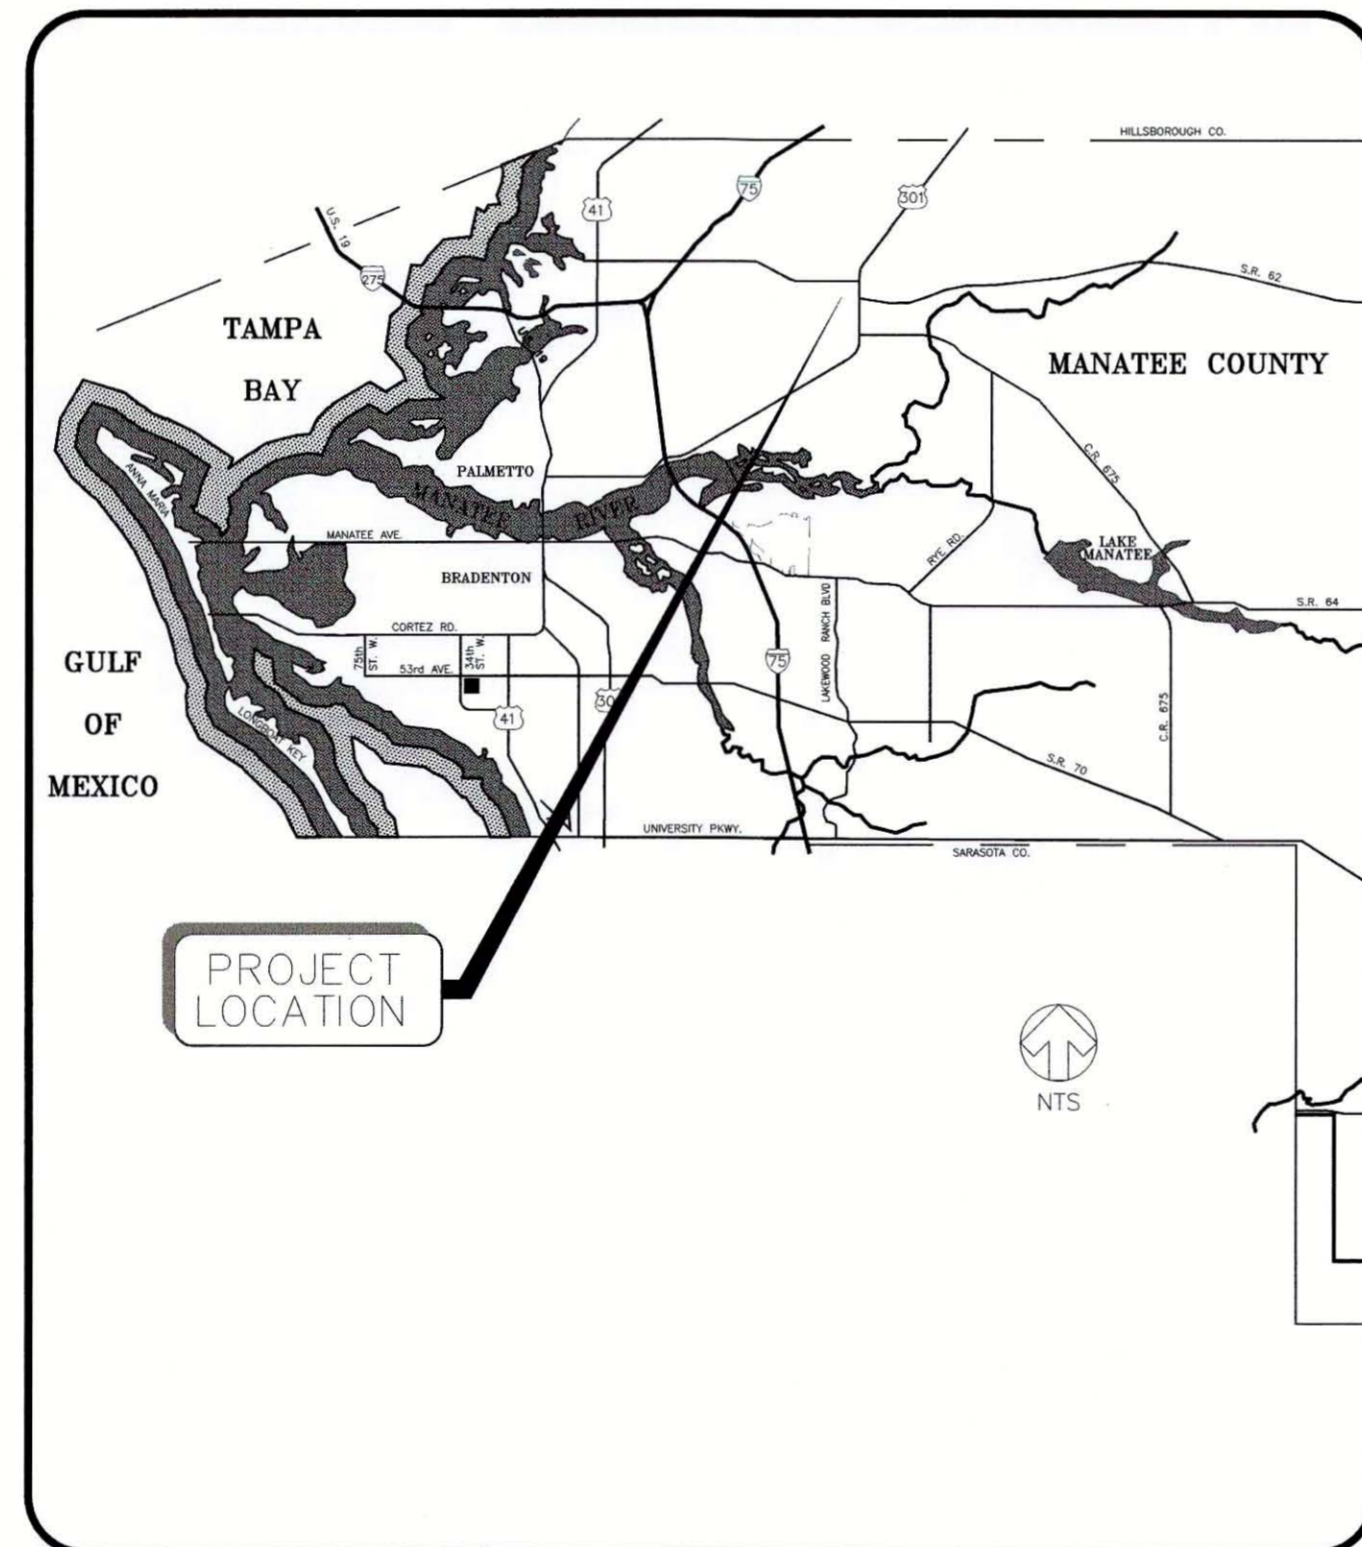 HILLSBOROUGH CO.
U.S. 19
275
41
75
301
S.R. 62
TAMPA
BAY
MANATEE COUNTY
ANNA MARIA
PALMETTO
MANATEE RIVER
MANATEE AVE.
BRADENTON
C.R. 675
RYE RD.
LAKE
MANATEE
S.R. 64
CORTEZ RD.
75th
ST. W.
34th
ST. W.
53rd AVE.
LAKEWOOD RANCH BLVD
75
41
GULF
OF
MEXICO
LONGBOAT KEY
C.R. 675
S.R. 70
UNIVERSITY PKWY.
SARASOTA CO.
PROJECT
LOCATION
NTS